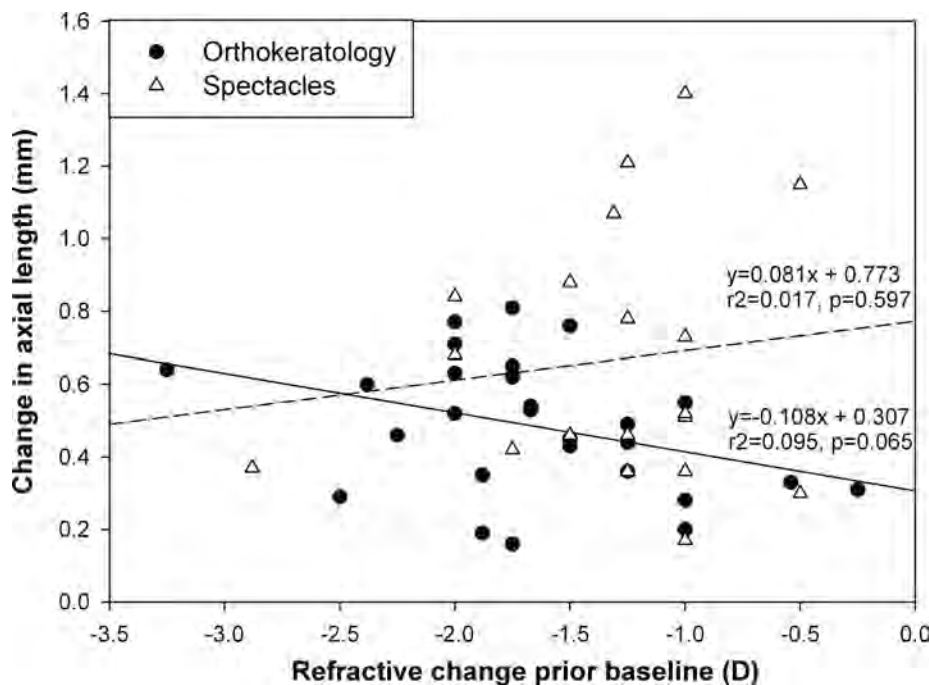 Orthokeratology
Spectacles
Change in axial length (mm)
1.6
1.4
1.2
1.0
0.8
0.6
0.4
0.2
0.0
y=0.081x + 0.773
r2=0.017, p=0.597
y=-0.108x + 0.307
r2=0.095, p=0.065
-3.5 -3.0 -2.5 -2.0 -1.5 -1.0 -0.5 0.0
Refractive change prior baseline (D)